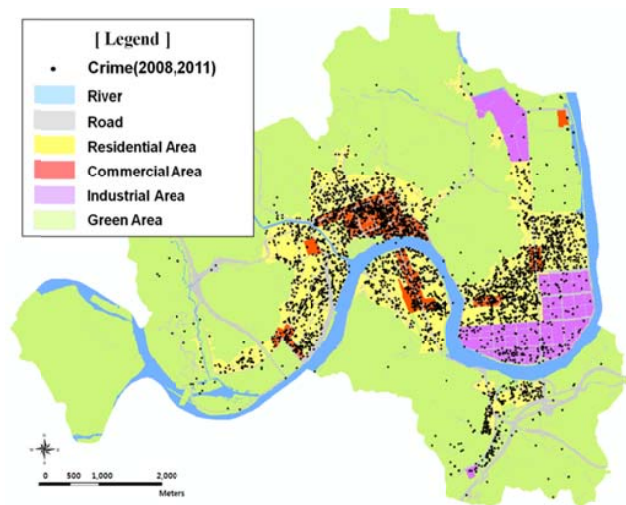 [ Legend ]
Crime(2008,2011)
River
Road
Residential Area
Commercial Area
Industrial Area
Green Area
0 500 1,000 2,000
Meters